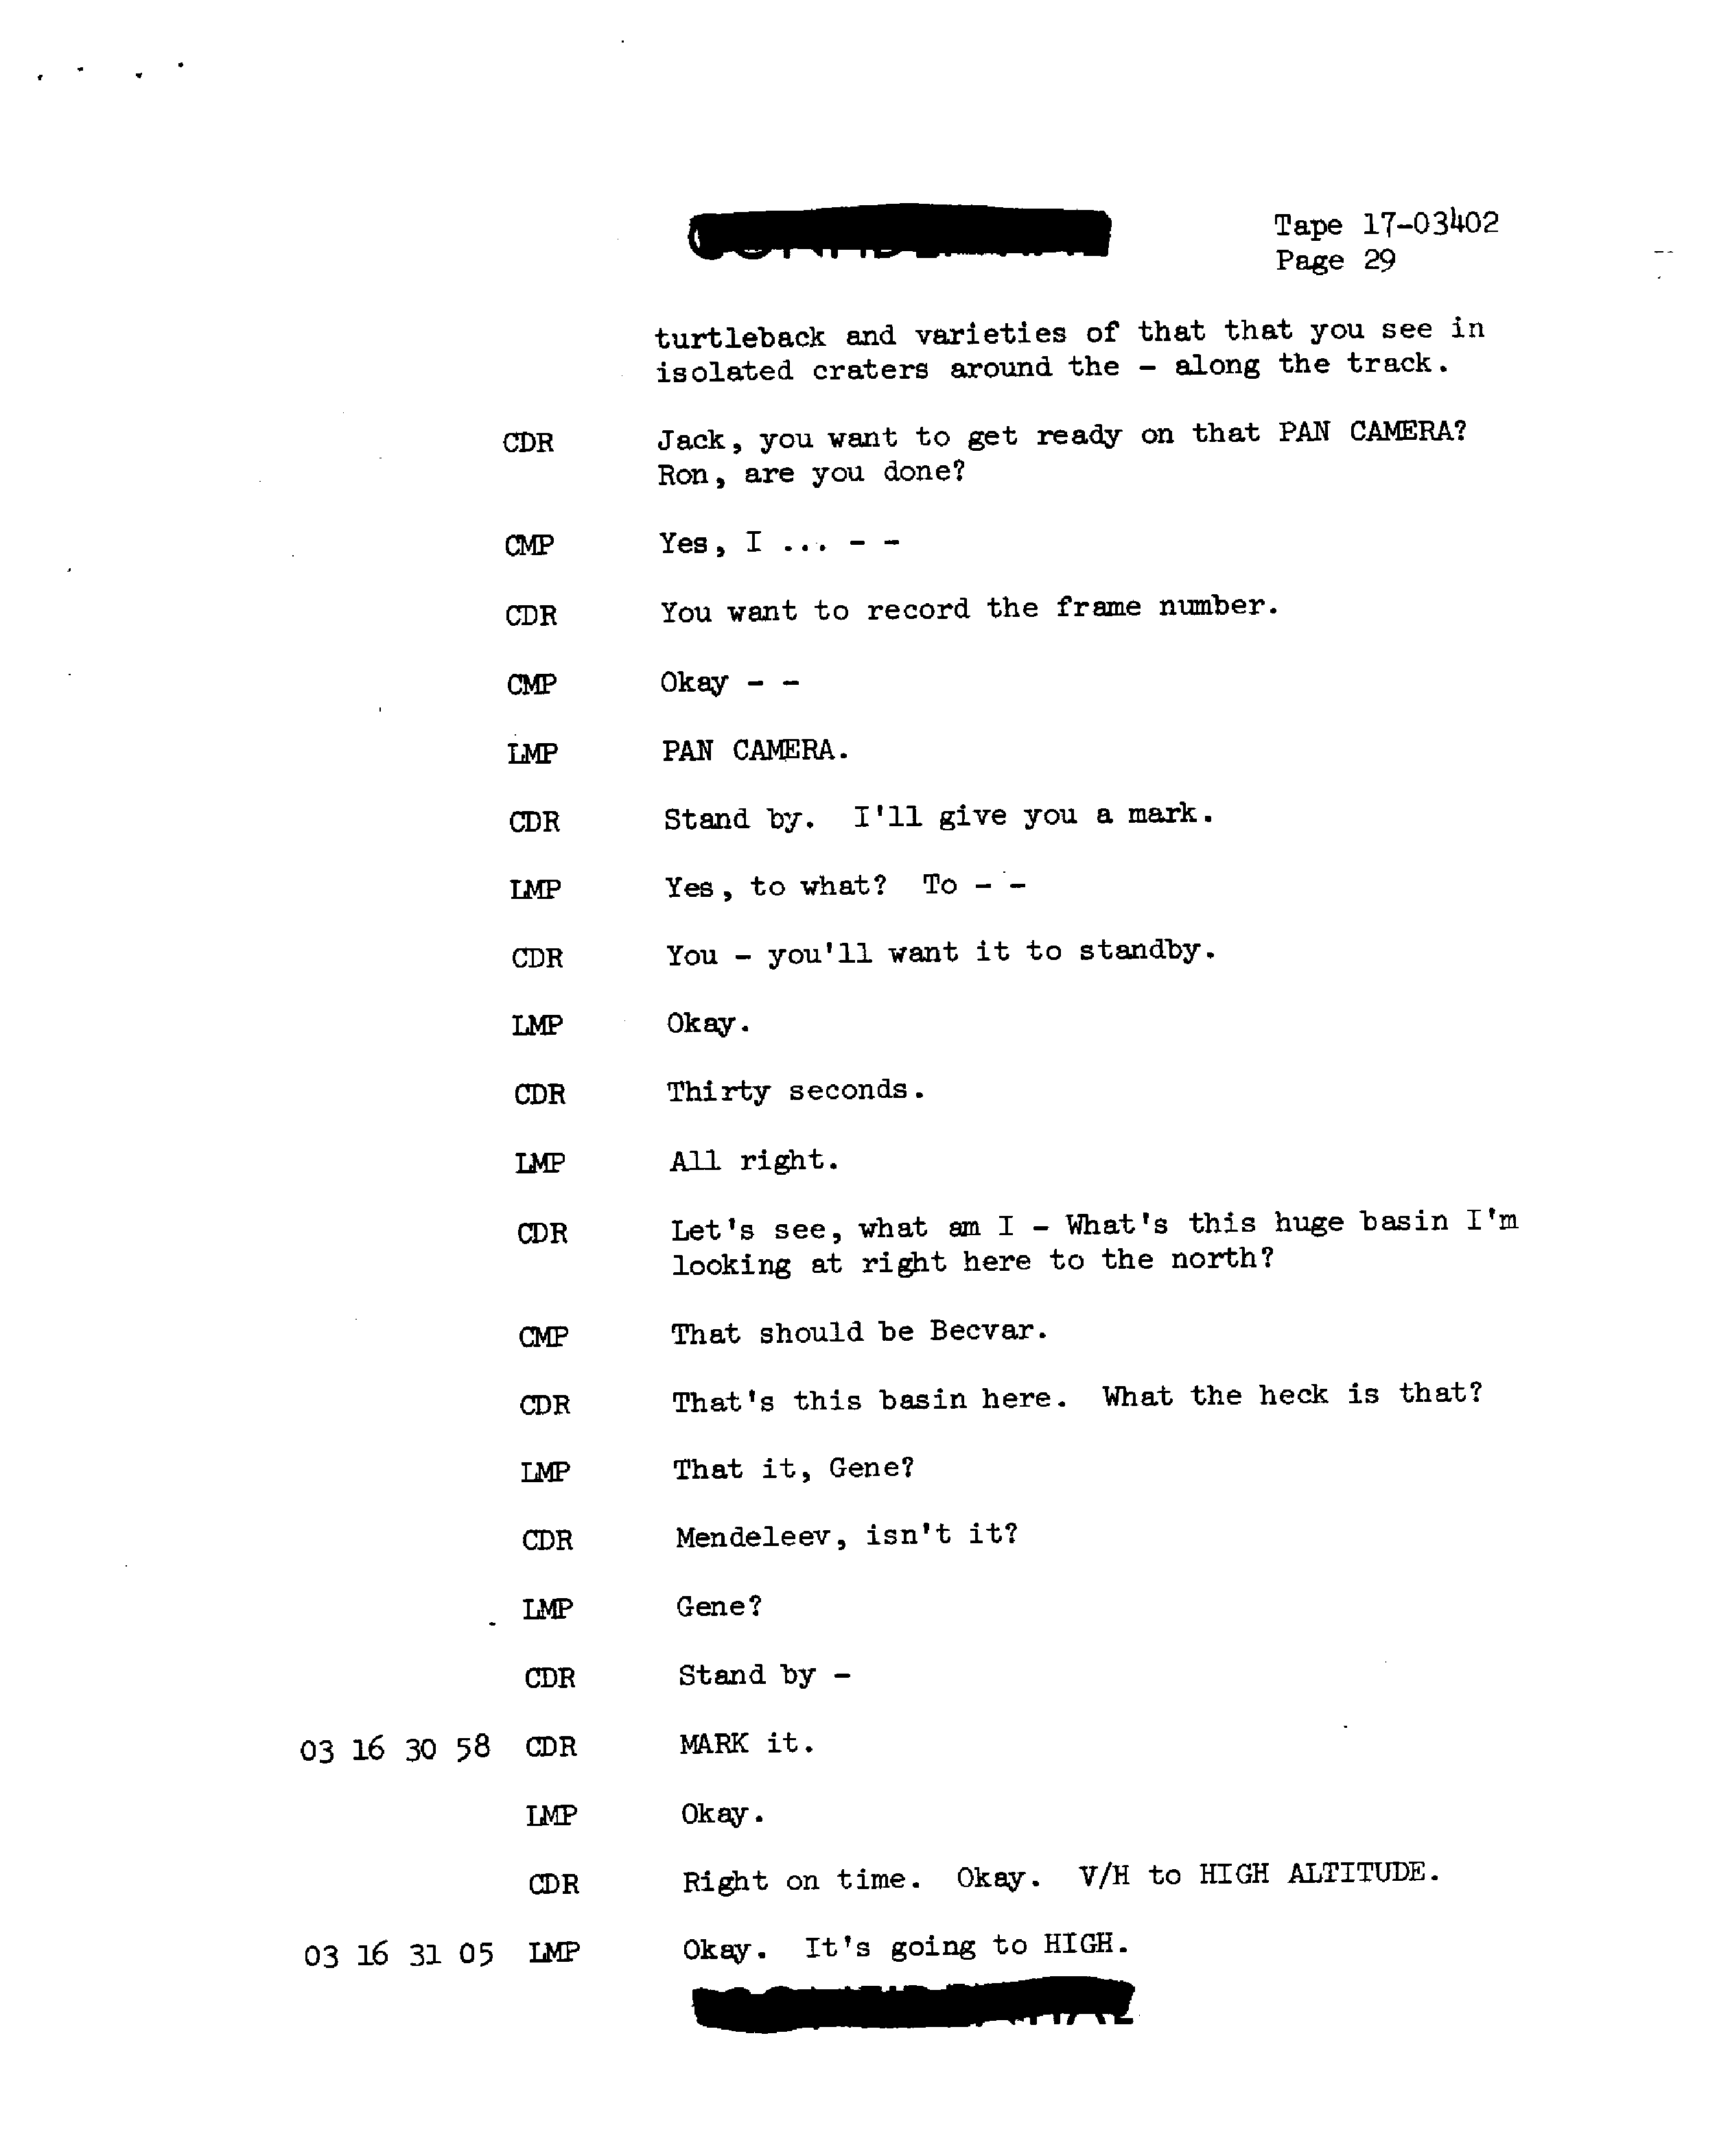 Tape 17-03402
Page 29
turtleback and varieties of that that you see in
isolated craters around the - along the track.
CDR Jack, you want to get ready on that PAN CAMERA?
Ron, are you done?
CMP Yes, I ... - -
CDR You want to record the frame number.
CMP Okay - -
LMP PAN CAMERA.
CDR Stand by. I'll give you a mark.
LMP Yes, to what? To - -
CDR You - you'll want it to standby.
LMP Okay.
CDR Thirty seconds.
LMP All right.
CDR Let's see, what am I - What's this huge basin I'm
looking at right here to the north?
CMP That should be Becvar.
CDR That's this basin here. What the heck is that?
LMP That it, Gene?
CDR Mendeleev, isn't it?
LMP Gene?
CDR Stand by -
03 16 30 58 CDR MARK it.
LMP Okay.
CDR Right on time. Okay. V/H to HIGH ALTITUDE.
03 16 31 05 LMP Okay. It's going to HIGH.